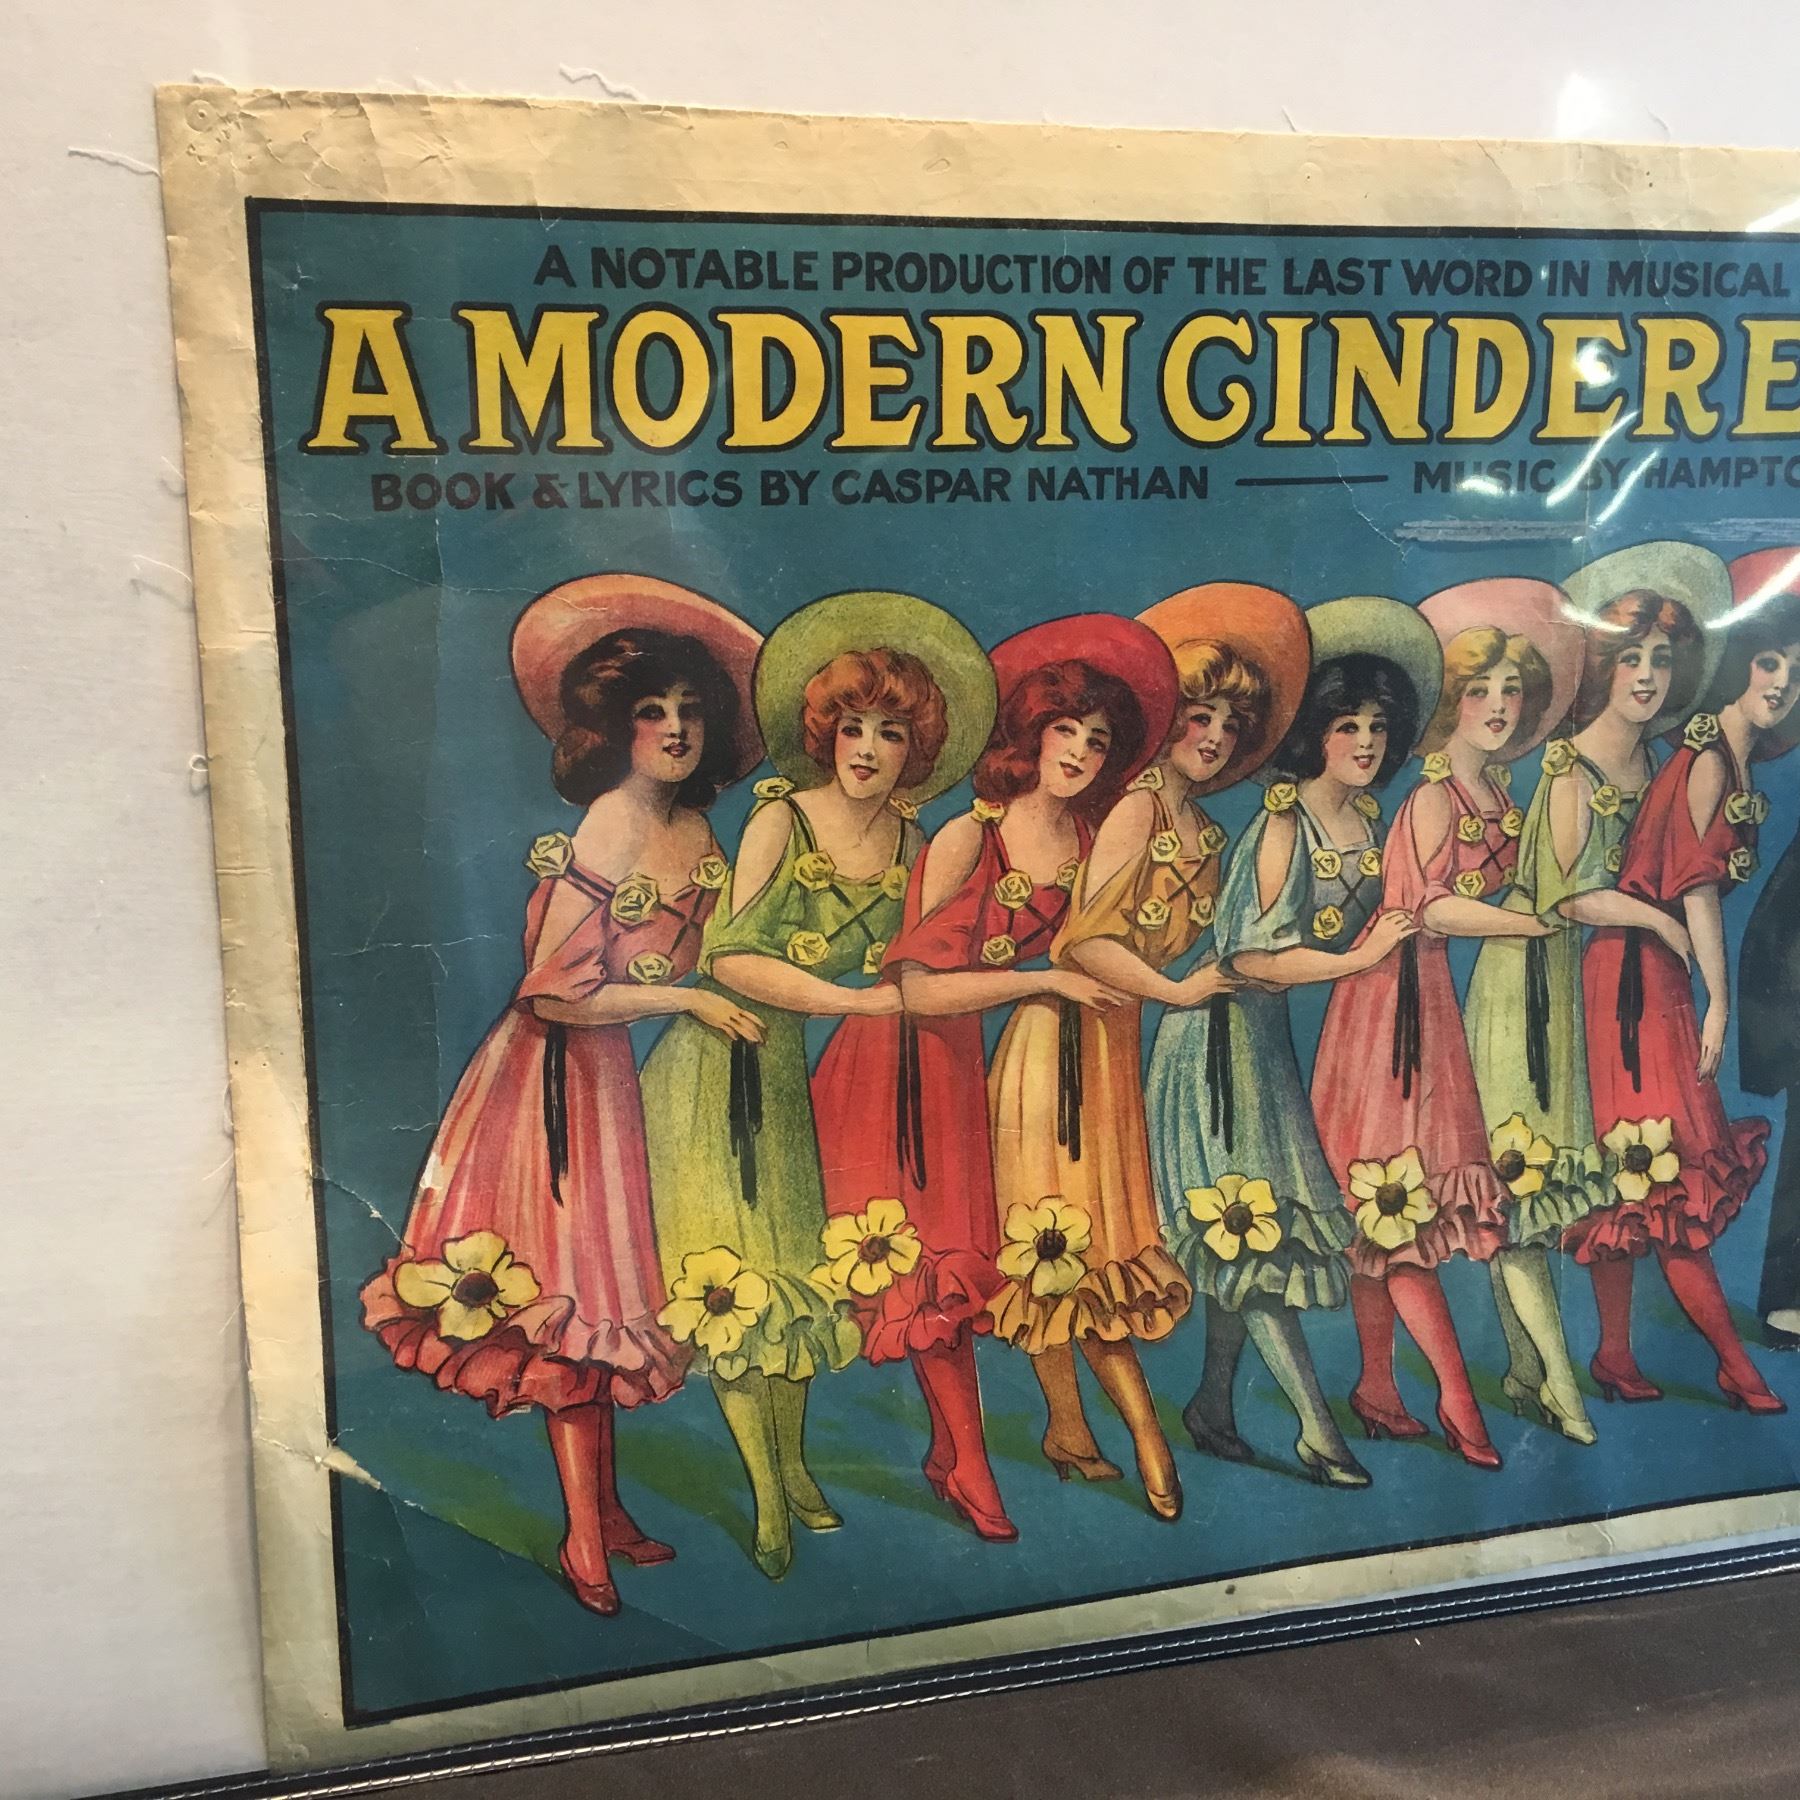 A NOTABLE PRODUCTION OF THE LAST WORD IN MUSICAL
A MODERN CINDERE
BOOK & LYRICS BY CASPAR NATHAN — MUSIC BY HAMPTO